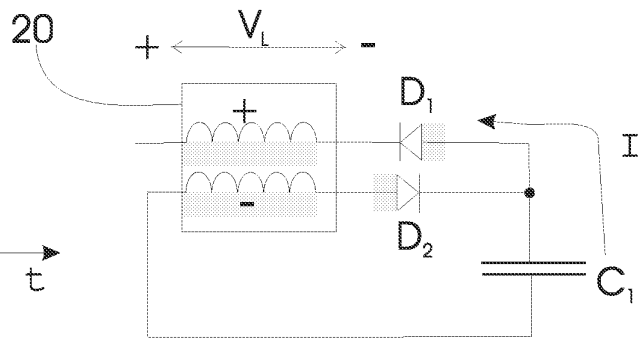 20
+ V_L -
+
D₁
I
-
D₂
t
C₁